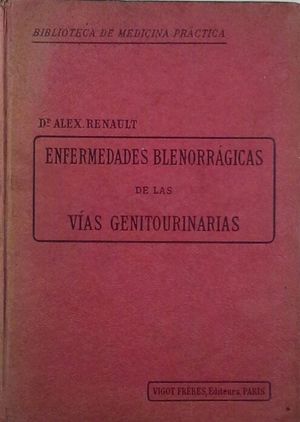 BIBLIOTECA DE MEDICINA PRÁCTICA
Dr ALEX. RENAULT
ENFERMEDADES BLENORRÁGICAS
DE LAS
VÍAS GENITOURINARIAS
VIGOT FRÈRES, Editeurs, PARIS